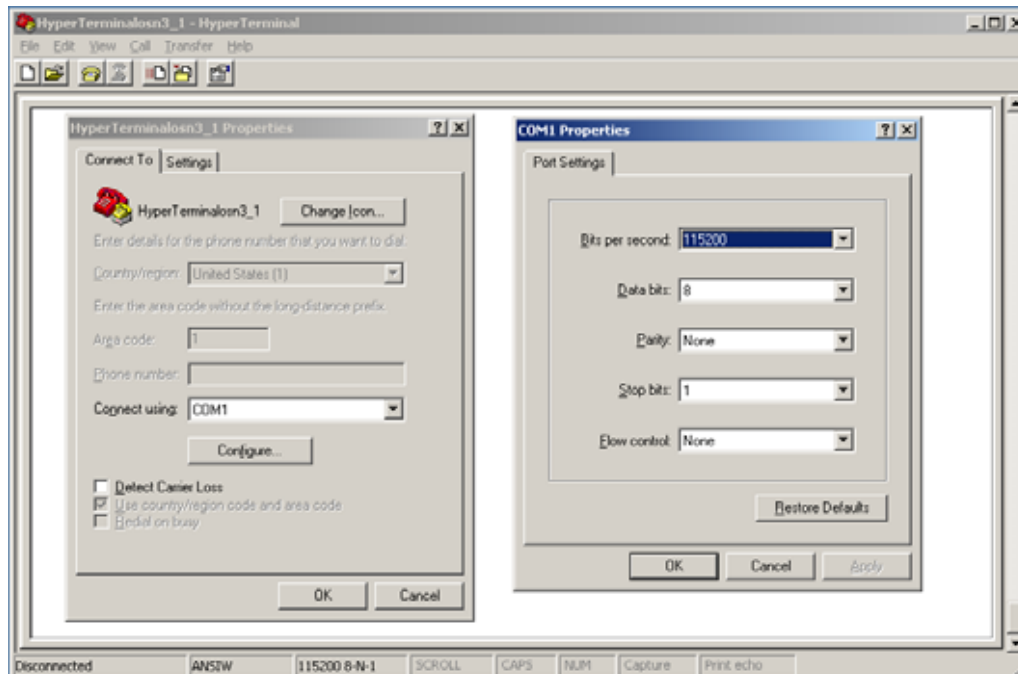 HyperTerminalosn3_1 - HyperTerminal
File Edit View Call Transfer Help
HyperTerminalosn3_1 Properties
Connect To Settings
HyperTerminalosn3_1 Change Icon...
Enter details for the phone number that you want to dial:
Country/region: United States (1)
Enter the area code without the long-distance prefix.
Area code: 1
Phone number:
Connect using: COM1
Configure...
Detect Carrier Loss
Use country/region code and area code
Redial on busy
OK Cancel
COM1 Properties
Port Settings
Bits per second: 115200
Data bits: 8
Parity: None
Stop bits: 1
Flow control: None
Restore Defaults
OK Cancel Apply
Disconnected ANSIW 115200 8-N-1 SCROLL CAPS NUM Capture Print echo